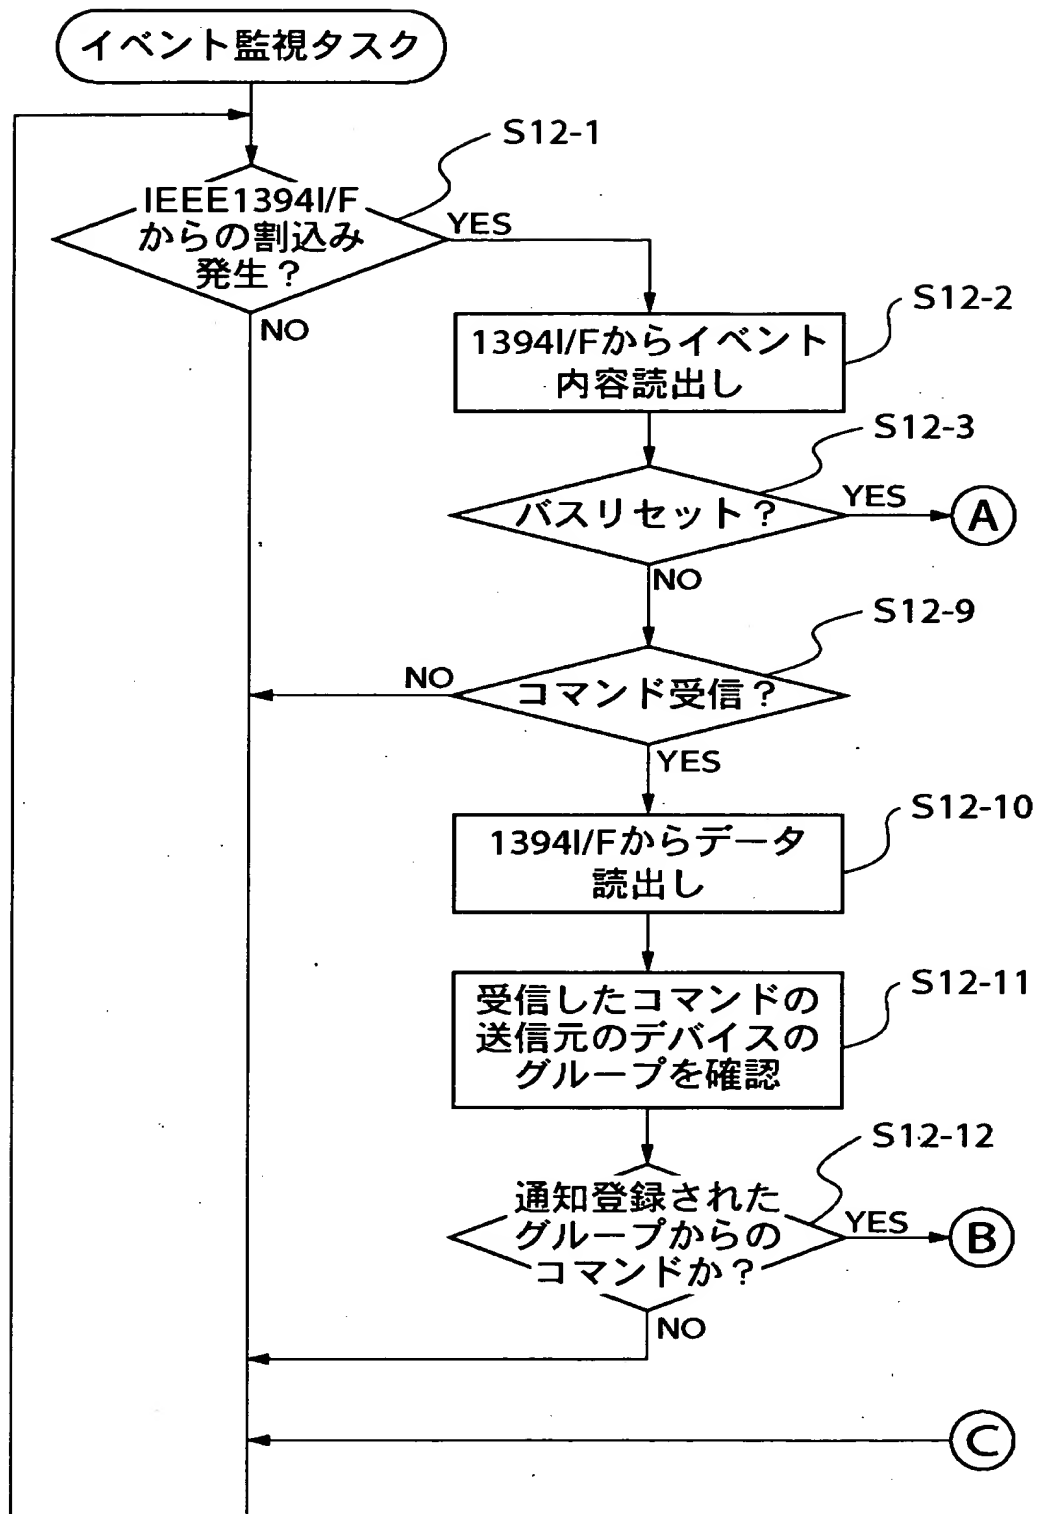 イベント監視タスク
S12-1
IEEE1394I/F
からの割込み
発生？
YES
NO
S12-2
1394I/Fからイベント
内容読出し
S12-3
バスリセット？
YES
A
NO
S12-9
コマンド受信？
NO
YES
S12-10
1394I/Fからデータ
読出し
S12-11
受信したコマンドの
送信元のデバイスの
グループを確認
S12-12
通知登録された
グループからの
コマンドか？
YES
B
NO
C